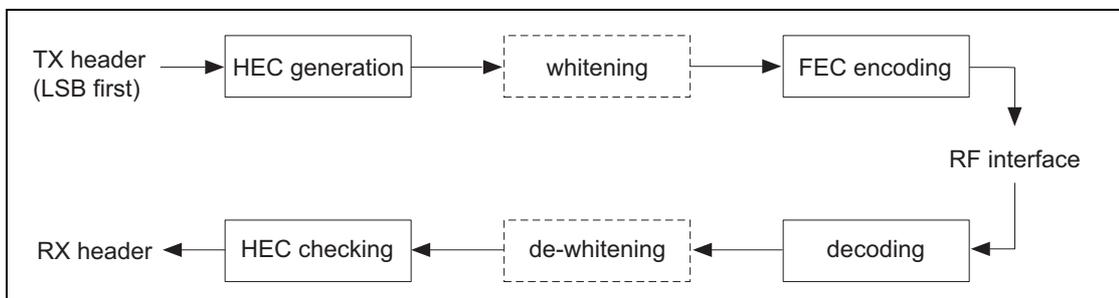 TX header
(LSB first)
HEC generation
whitening
FEC encoding
RF interface
RX header
HEC checking
de-whitening
decoding